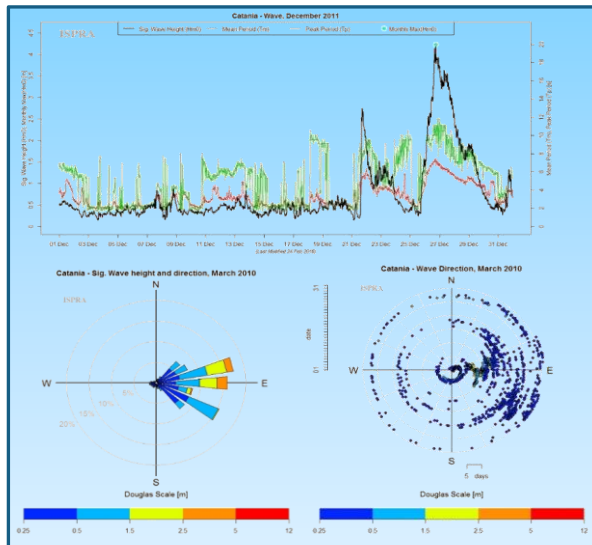 Catania - Wave. December 2011
Sig. Wave Height (Hm0) Mean Period (Tm) Peak Period (Tp) Monthly Max(Hm0)
ISPRA
01.Dec 03.Dec 05.Dec 07.Dec 09.Dec 11.Dec 13.Dec 15.Dec 17.Dec 19.Dec 21.Dec 23.Dec 25.Dec 29.Dec 31.Dec
Catania - Sig. Wave height and direction, March 2010
ISPRA
N
W
E
S
5%
10%
15%
20%
Douglas Scale [m]
0.25 0.5 1.5 2.5 5 12
Catania - Wave Direction, March 2010
ISPRA
date
31
01
N
W
E
S
5 days
Douglas Scale [m]
0.25 0.5 1.5 2.5 5 12